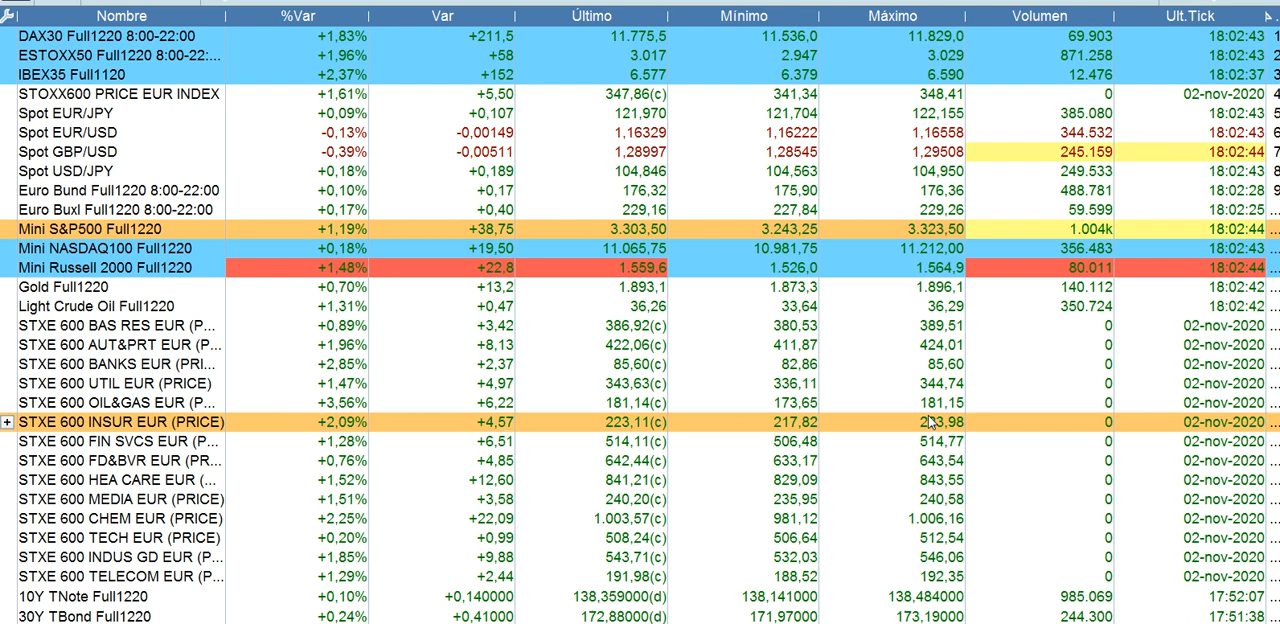 Nombre %Var Var Último Mínimo Máximo Volumen Ult.Tick
DAX30 Full1220 8:00-22:00 +1,83% +211,5 11.775,5 11.536,0 11.829,0 69.903 18:02:43 1
ESTOXX50 Full1220 8:00-22:... +1,96% +58 3.017 2.947 3.029 871.258 18:02:43 2
IBEX35 Full1120 +2,37% +152 6.577 6.379 6.590 12.476 18:02:37 3
STOXX600 PRICE EUR INDEX +1,61% +5,50 347,86(c) 341,34 348,41 0 02-nov-2020 4
Spot EUR/JPY +0,09% +0,107 121,970 121,704 122,155 385.080 18:02:43 5
Spot EUR/USD -0,13% -0,00149 1,16329 1,16222 1,16558 344.532 18:02:43 6
Spot GBP/USD -0,39% -0,00511 1,28997 1,28545 1,29508 245.159 18:02:44 7
Spot USD/JPY +0,18% +0,189 104,846 104,563 104,950 249.533 18:02:43 8
Euro Bund Full1220 8:00-22:00 +0,10% +0,17 176,32 175,90 176,36 488.781 18:02:28 9
Euro Buxl Full1220 8:00-22:00 +0,17% +0,40 229,16 227,84 229,26 59.599 18:02:25 ...
Mini S&P500 Full1220 +1,19% +38,75 3.303,50 3.243,25 3.323,50 1.004k 18:02:44 ...
Mini NASDAQ100 Full1220 +0,18% +19,50 11.065,75 10.981,75 11.212,00 356.483 18:02:43 ...
Mini Russell 2000 Full1220 +1,48% +22,8 1.559,6 1.526,0 1.564,9 80.011 18:02:44 ...
Gold Full1220 +0,70% +13,2 1.893,1 1.873,3 1.896,1 140.112 18:02:42 ...
Light Crude Oil Full1220 +1,31% +0,47 36,26 33,64 36,29 350.724 18:02:42 ...
STXE 600 BAS RES EUR (P... +0,89% +3,42 386,92(c) 380,53 389,51 0 02-nov-2020 ...
STXE 600 AUT&PRT EUR (P... +1,96% +8,13 422,06(c) 411,87 424,01 0 02-nov-2020 ...
STXE 600 BANKS EUR (PRI... +2,85% +2,37 85,60(c) 82,86 85,60 0 02-nov-2020 ...
STXE 600 UTIL EUR (PRICE) +1,47% +4,97 343,63(c) 336,11 344,74 0 02-nov-2020 ...
STXE 600 OIL&GAS EUR (P... +3,56% +6,22 181,14(c) 173,65 181,15 0 02-nov-2020 ...
STXE 600 INSUR EUR (PRICE) +2,09% +4,57 223,11(c) 217,82 0 02-nov-2020 ...
STXE 600 FIN SVCS EUR (P... +1,28% +6,51 514,11(c) 506,48 514,77 0 02-nov-2020 ...
STXE 600 FD&BVR EUR (PR... +0,76% +4,85 642,44(c) 633,17 643,54 0 02-nov-2020 ...
STXE 600 HEA CARE EUR (... +1,52% +12,60 841,21(c) 829,09 843,55 0 02-nov-2020 ...
STXE 600 MEDIA EUR (PRICE) +1,51% +3,58 240,20(c) 235,95 240,58 0 02-nov-2020 ...
STXE 600 CHEM EUR (PRICE) +2,25% +22,09 1.003,57(c) 981,12 1.006,16 0 02-nov-2020 ...
STXE 600 TECH EUR (PRICE) +0,20% +0,99 508,24(c) 506,64 512,54 0 02-nov-2020 ...
STXE 600 INDUS GD EUR (P... +1,85% +9,88 543,71(c) 532,03 546,06 0 02-nov-2020 ...
STXE 600 TELECOM EUR (P... +1,29% +2,44 191,98(c) 188,52 192,35 0 02-nov-2020 ...
10Y TNote Full1220 +0,10% +0,140000 138,359000(d) 138,141000 138,484000 985.069 17:52:07 ...
30Y TBond Full1220 +0,24% +0,41000 172,88000(d) 171,97000 173,19000 244.300 17:51:38 ...